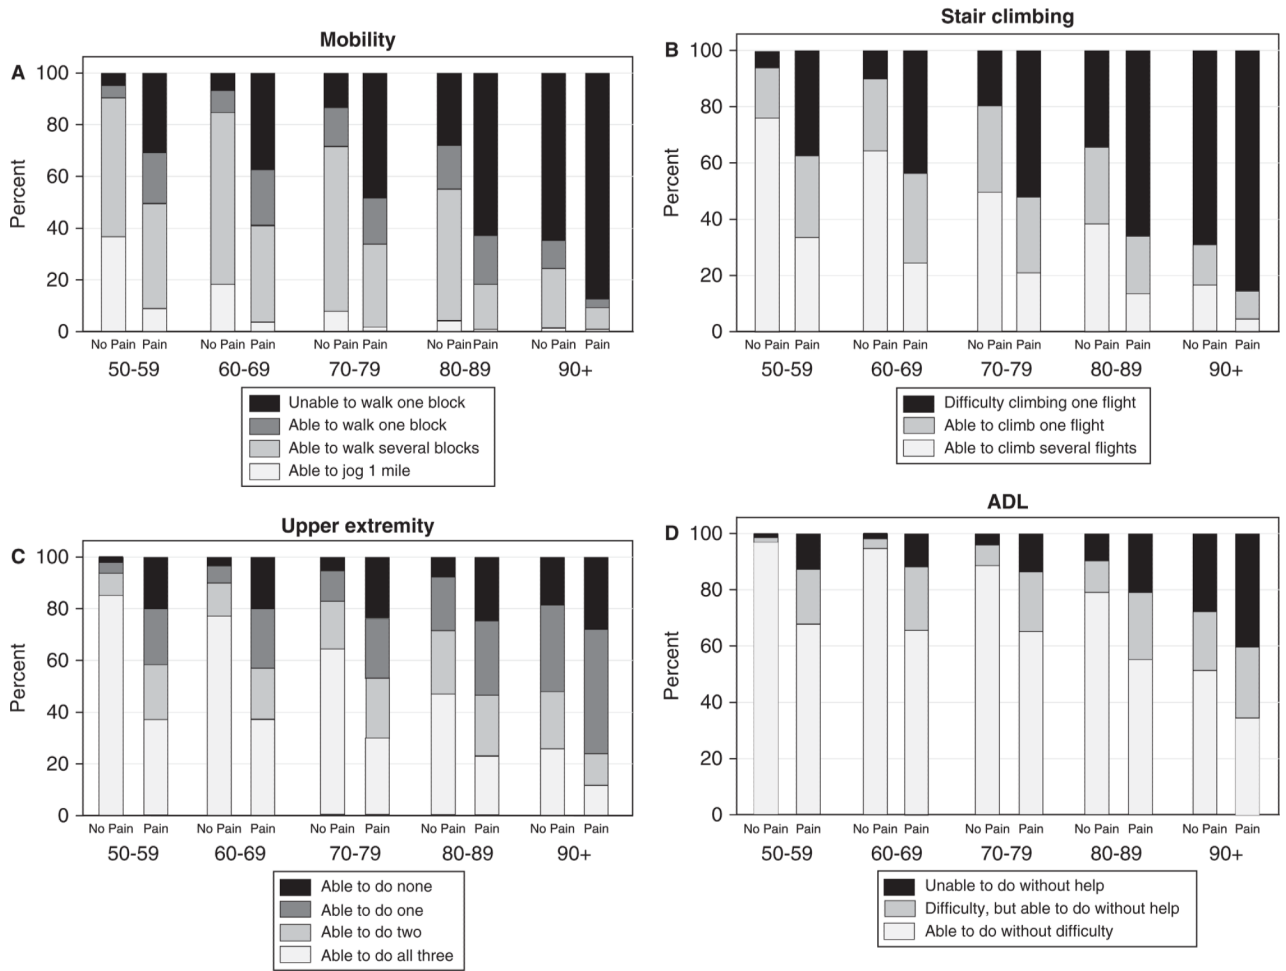 Mobility
A
Percent
100
80
60
40
20
0
No Pain Pain No Pain Pain No Pain Pain No Pain Pain No Pain Pain
50-59 60-69 70-79 80-89 90+
Unable to walk one block
Able to walk one block
Able to walk several blocks
Able to jog 1 mile
Stair climbing
B
Percent
100
80
60
40
20
0
No Pain Pain No Pain Pain No Pain Pain No Pain Pain No Pain Pain
50-59 60-69 70-79 80-89 90+
Difficulty climbing one flight
Able to climb one flight
Able to climb several flights
Upper extremity
C
Percent
100
80
60
40
20
0
No Pain Pain No Pain Pain No Pain Pain No Pain Pain No Pain Pain
50-59 60-69 70-79 80-89 90+
Able to do none
Able to do one
Able to do two
Able to do all three
ADL
D
Percent
100
80
60
40
20
0
No Pain Pain No Pain Pain No Pain Pain No Pain Pain No Pain Pain
50-59 60-69 70-79 80-89 90+
Unable to do without help
Difficulty, but able to do without help
Able to do without difficulty